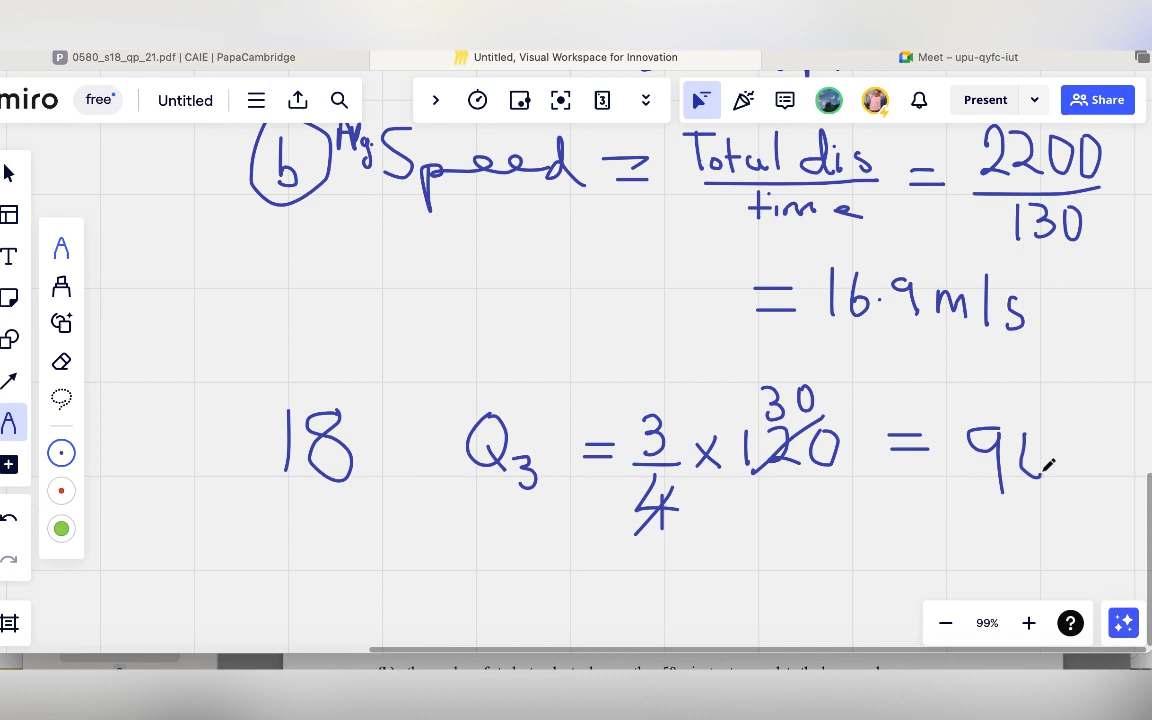 0580_s18_qp_21.pdf | CAIE | PapaCambridge
Untitled, Visual Workspace for Innovation
Meet – upu-qyfc-iut
miro
free
Untitled
Present
Share
b Avg. Speed = Total dis / time = 2200 / 130
= 16.9 m/s
18 Q3 = 3/4 x 120 30 = 90
99%